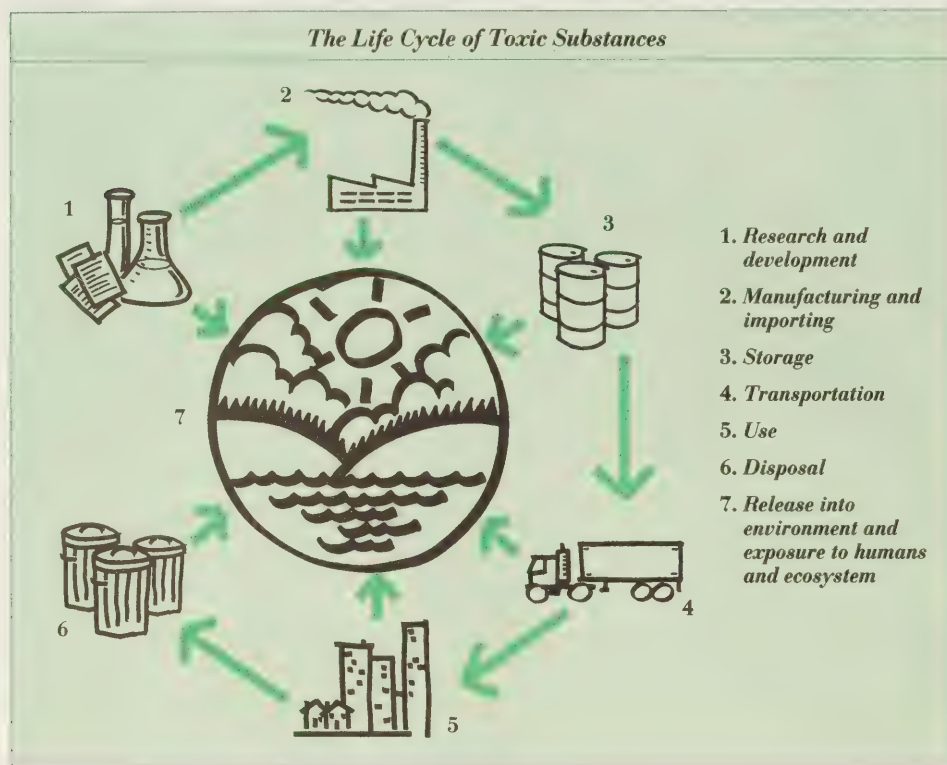 The Life Cycle of Toxic Substances
2
1
3
1. Research and
development
2. Manufacturing and
importing
3. Storage
4. Transportation
5. Use
6. Disposal
7. Release into
environment and
exposure to humans
and ecosystem
7
4
6
5